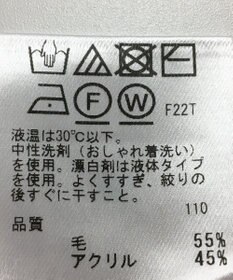 F W F22T
液温は30℃以下。
中性洗剤（おしゃれ着洗い）
を使用。漂白剤は液体タイプ
を使用。よくすすぎ、絞りの
後すぐに干すこと。
110
品質
毛 55%
アクリル 45%